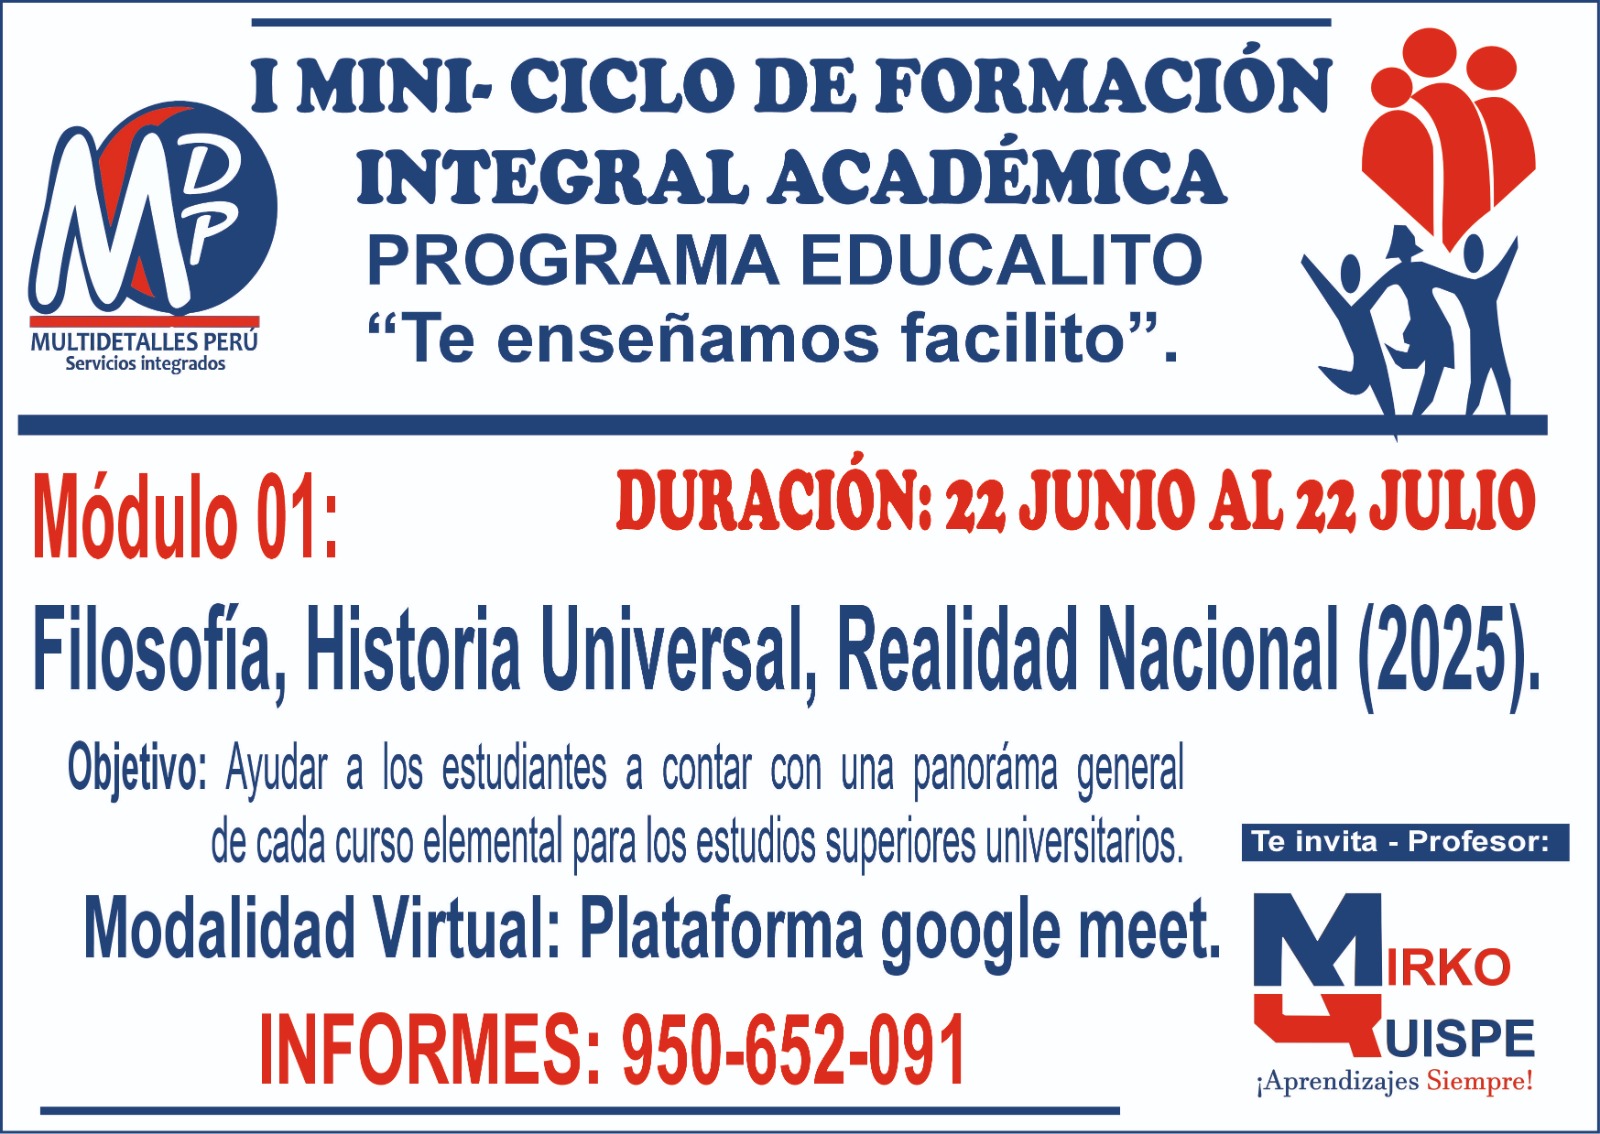 I MINI- CICLO DE FORMACIÓN
INTEGRAL ACADÉMICA
PROGRAMA EDUCALITO
“Te enseñamos facilito”.
MDP
MULTIDETALLES PERÚ
Servicios integrados
Módulo 01:
DURACIÓN: 22 JUNIO AL 22 JULIO
Filosofía, Historia Universal, Realidad Nacional (2025).
Objetivo: Ayudar a los estudiantes a contar con una panoráma general
de cada curso elemental para los estudios superiores universitarios.
Modalidad Virtual: Plataforma google meet.
INFORMES: 950-652-091
Te invita - Profesor:
MIRKO
QUISPE
¡Aprendizajes Siempre!